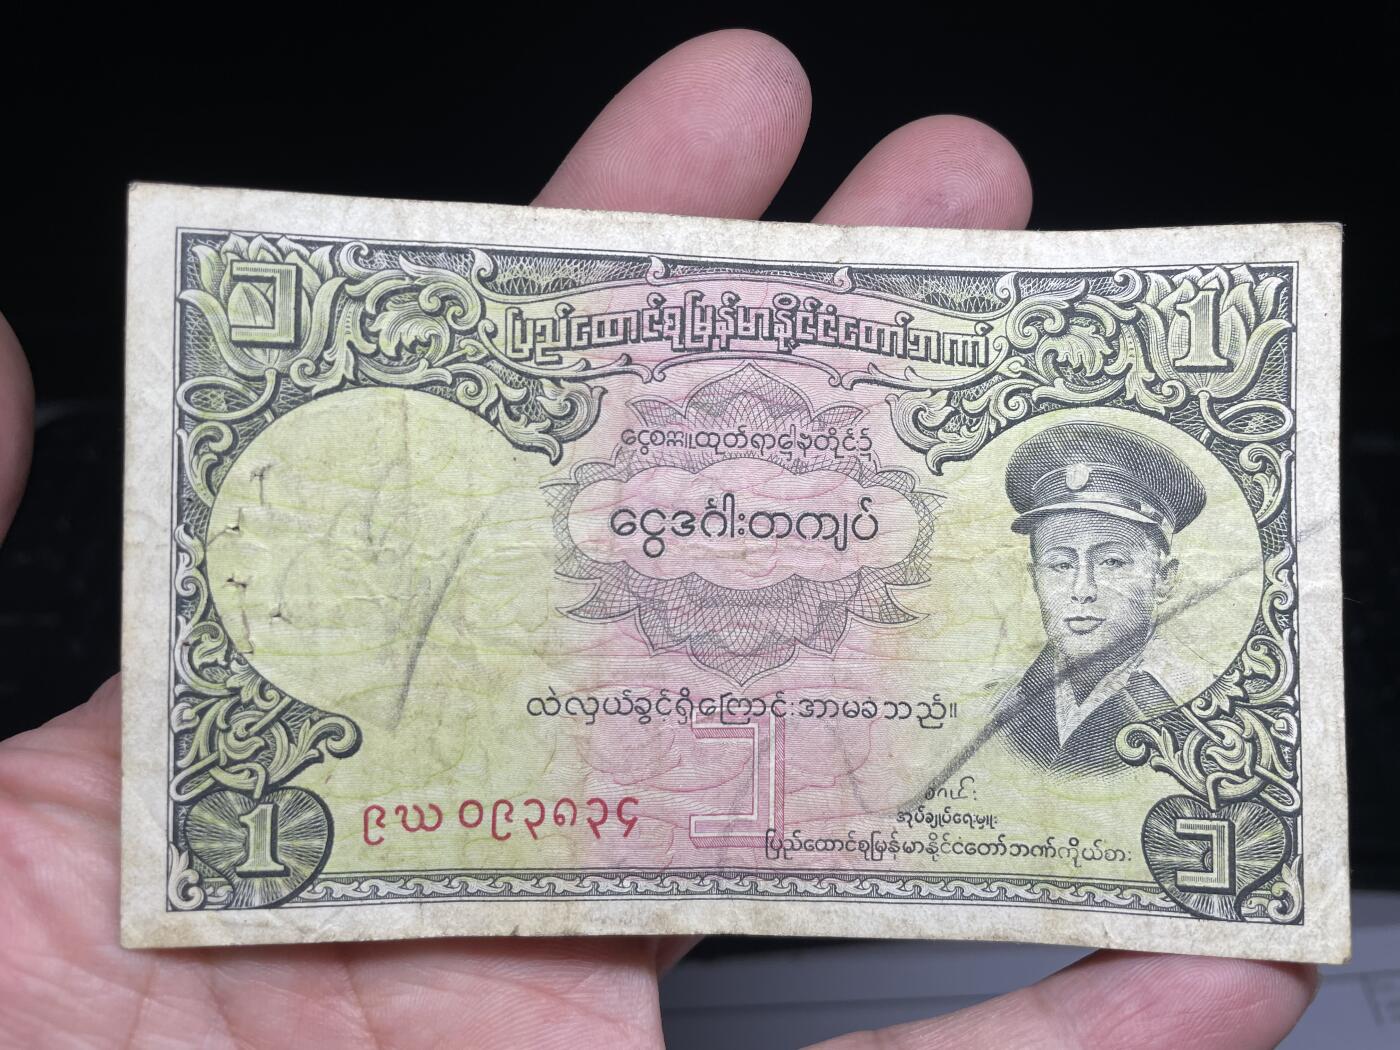 ၁ ပြည်ထောင်စုမြန်မာနိုင်ငံတော်ဘဏ် 1
ငွေစက္ကူထုတ်ရာဌါနတိုင်း၌
ငွေဒင်္ဂါးတကျပ်
လဲလှယ်ခွင့်ရှိကြောင်းအာမခံသည်။
၉ဃ ၀၉၃၈၃၄
၁
အုပ်ချုပ်ရေးမှူး
ပြည်ထောင်စုမြန်မာနိုင်ငံတော်ဘဏ်ကိုယ်စား
1 ၁